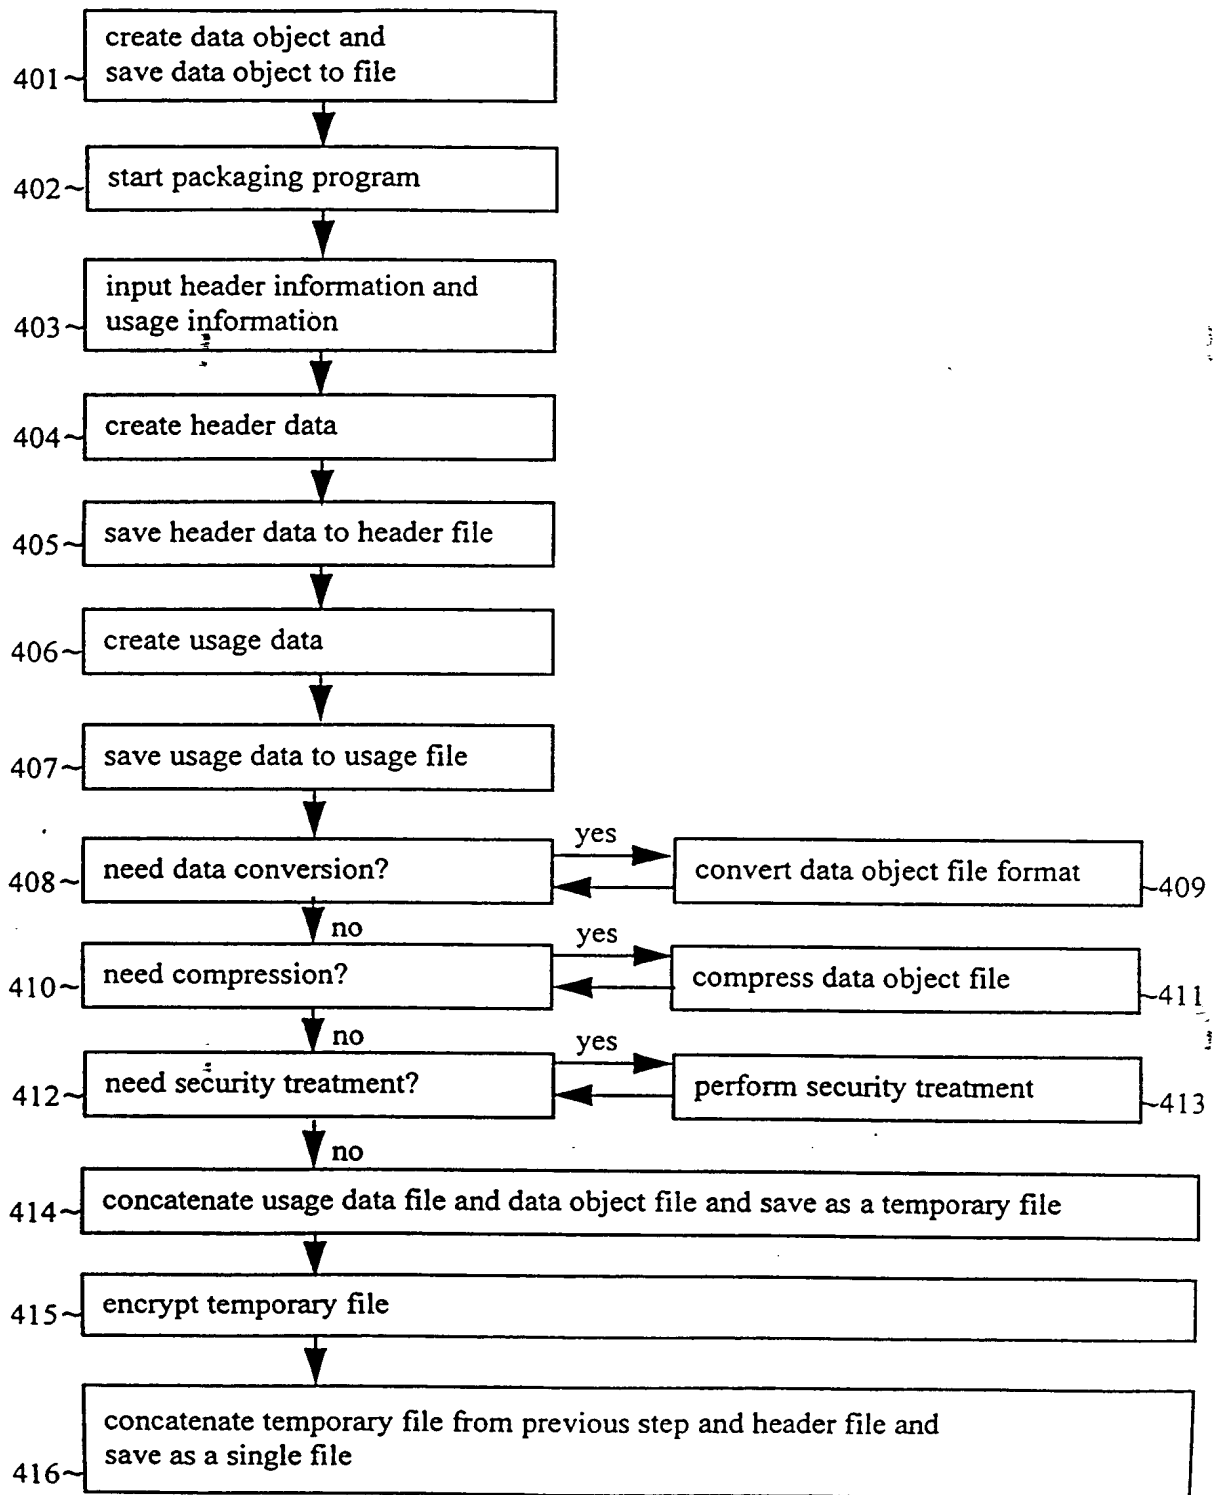 create data object and
save data object to file
401
start packaging program
402
input header information and
usage information
403
create header data
404
save header data to header file
405
create usage data
406
save usage data to usage file
407
yes
need data conversion?
convert data object file format
408
409
no
yes
need compression?
compress data object file
410
411
no
yes
need security treatment?
perform security treatment
412
413
no
concatenate usage data file and data object file and save as a temporary file
414
encrypt temporary file
415
concatenate temporary file from previous step and header file and
save as a single file
416